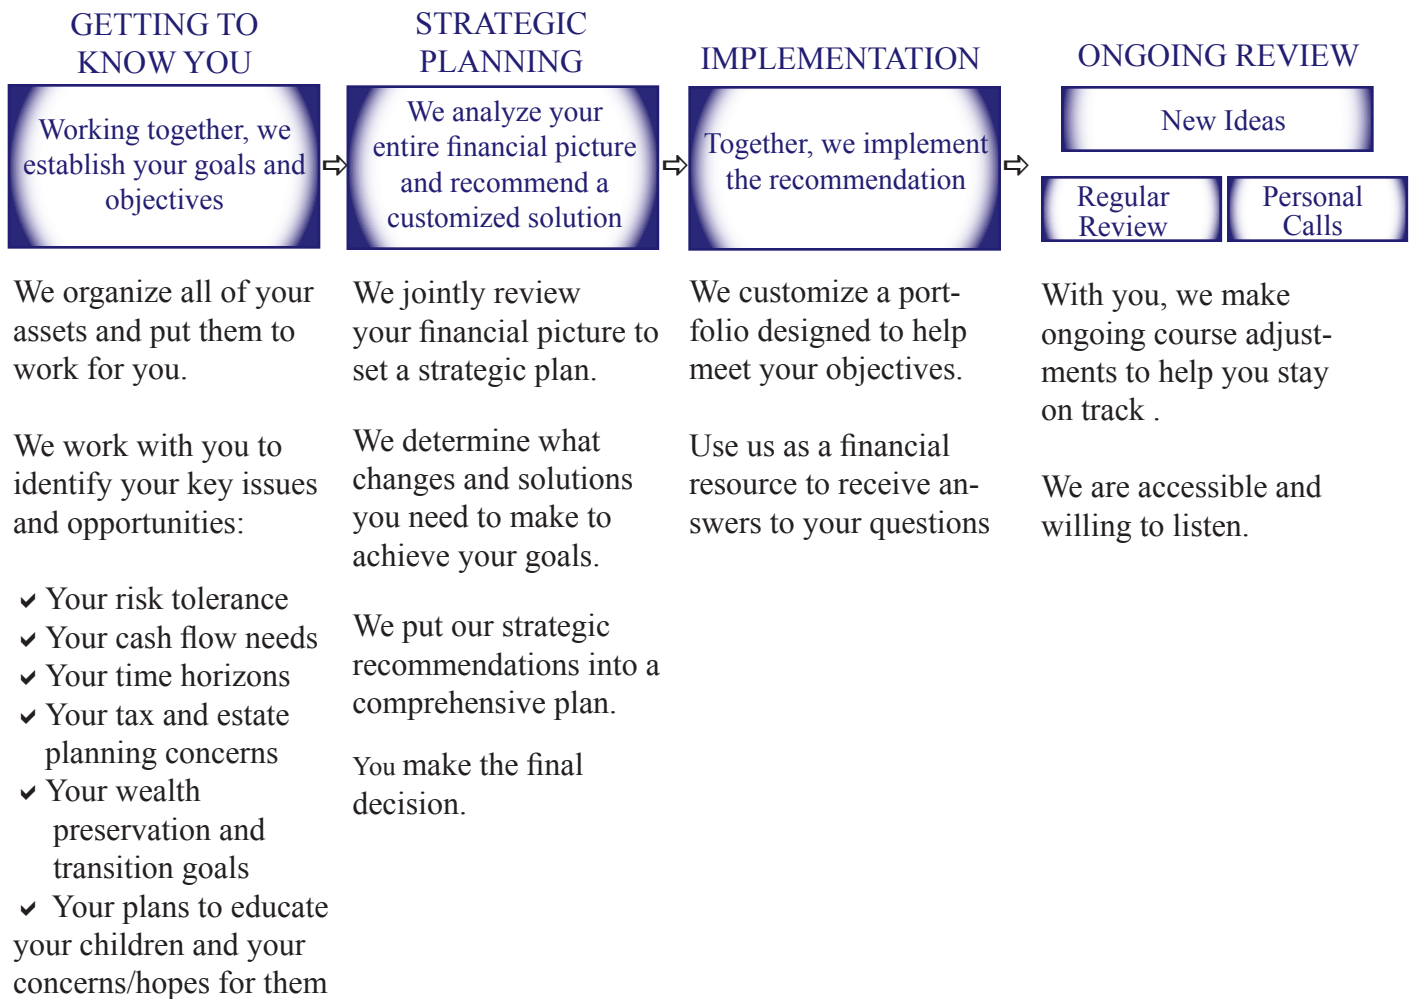 GETTING TO
KNOW YOU
Working together, we
establish your goals and
objectives
We organize all of your
assets and put them to
work for you.
We work with you to
identify your key issues
and opportunities:
✓ Your risk tolerance
✓ Your cash flow needs
✓ Your time horizons
✓ Your tax and estate
planning concerns
✓ Your wealth
preservation and
transition goals
✓ Your plans to educate
your children and your
concerns/hopes for them
STRATEGIC
PLANNING
We analyze your
entire financial picture
and recommend a
customized solution
We jointly review
your financial picture to
set a strategic plan.
We determine what
changes and solutions
you need to make to
achieve your goals.
We put our strategic
recommendations into a
comprehensive plan.
You make the final
decision.
IMPLEMENTATION
Together, we implement
the recommendation
We customize a port-
folio designed to help
meet your objectives.
Use us as a financial
resource to receive an-
swers to your questions
ONGOING REVIEW
New Ideas
Regular
Review
Personal
Calls
With you, we make
ongoing course adjust-
ments to help you stay
on track .
We are accessible and
willing to listen.